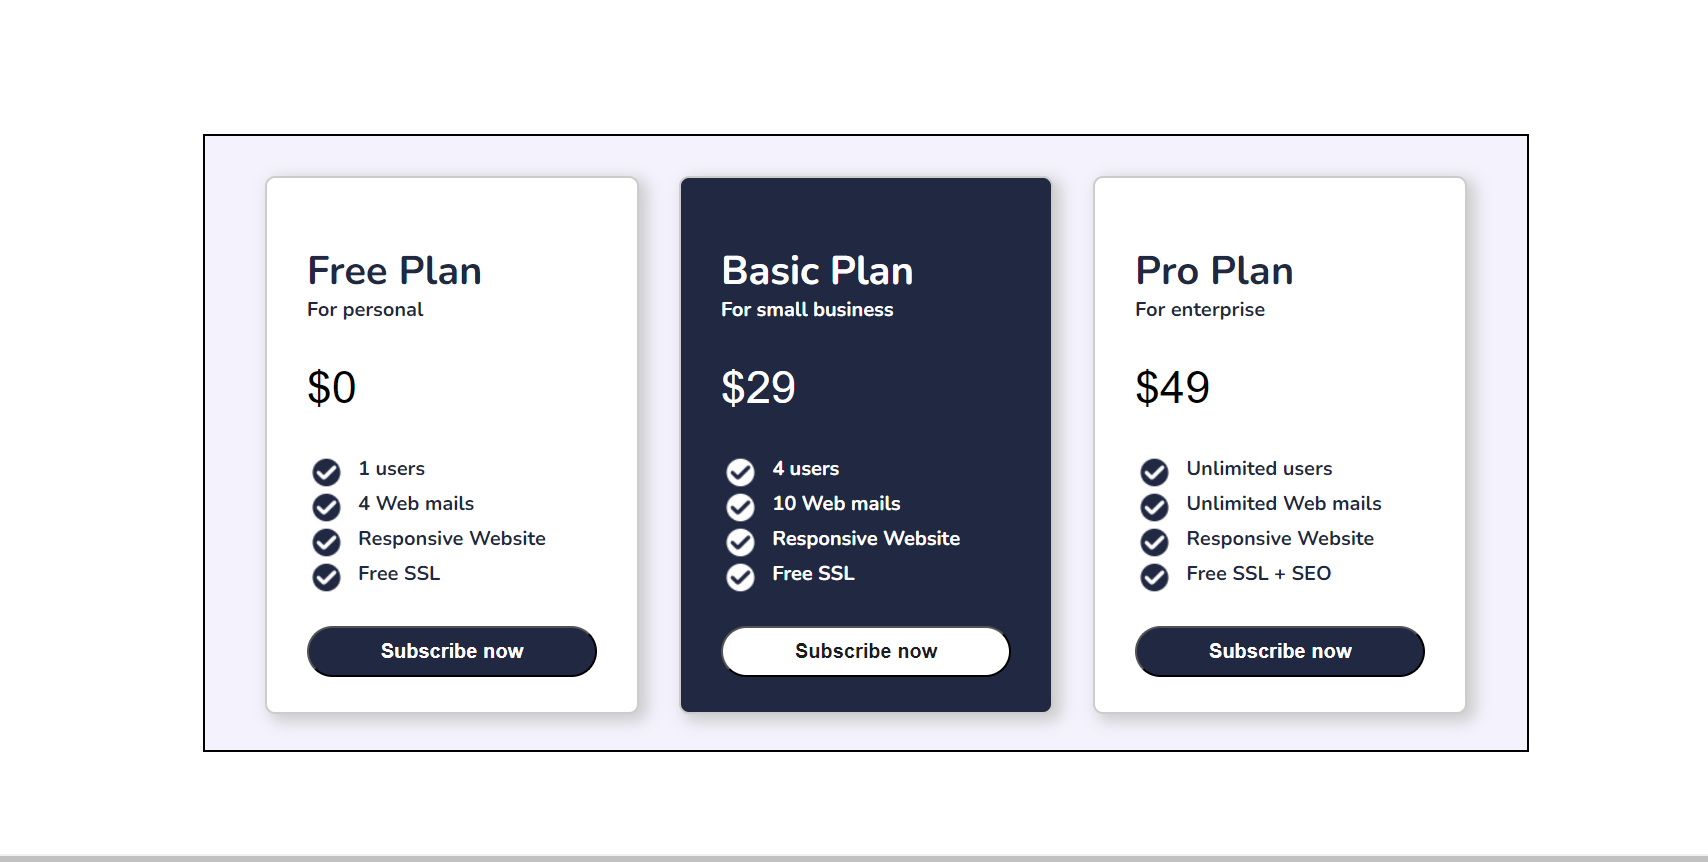 Free Plan
For personal
$0
1 users
4 Web mails
Responsive Website
Free SSL
Subscribe now
Basic Plan
For small business
$29
4 users
10 Web mails
Responsive Website
Free SSL
Subscribe now
Pro Plan
For enterprise
$49
Unlimited users
Unlimited Web mails
Responsive Website
Free SSL + SEO
Subscribe now